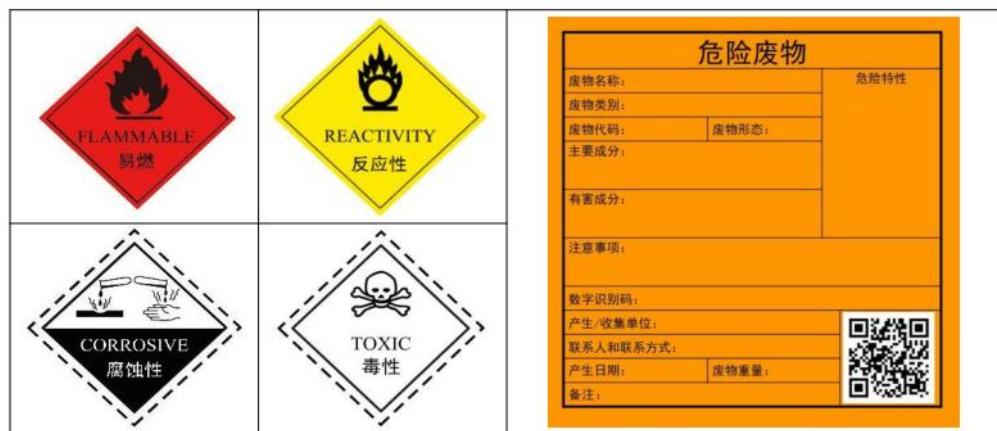 FLAMMABLE
易燃
REACTIVITY
反应性
CORROSIVE
腐蚀性
TOXIC
毒性
危险废物
废物名称：
危险特性
废物类别：
废物代码：
废物形态：
主要成分：
有害成分：
注意事项：
数字识别码：
产生/收集单位：
联系人和联系方式：
产生日期：
废物重量：
备注：